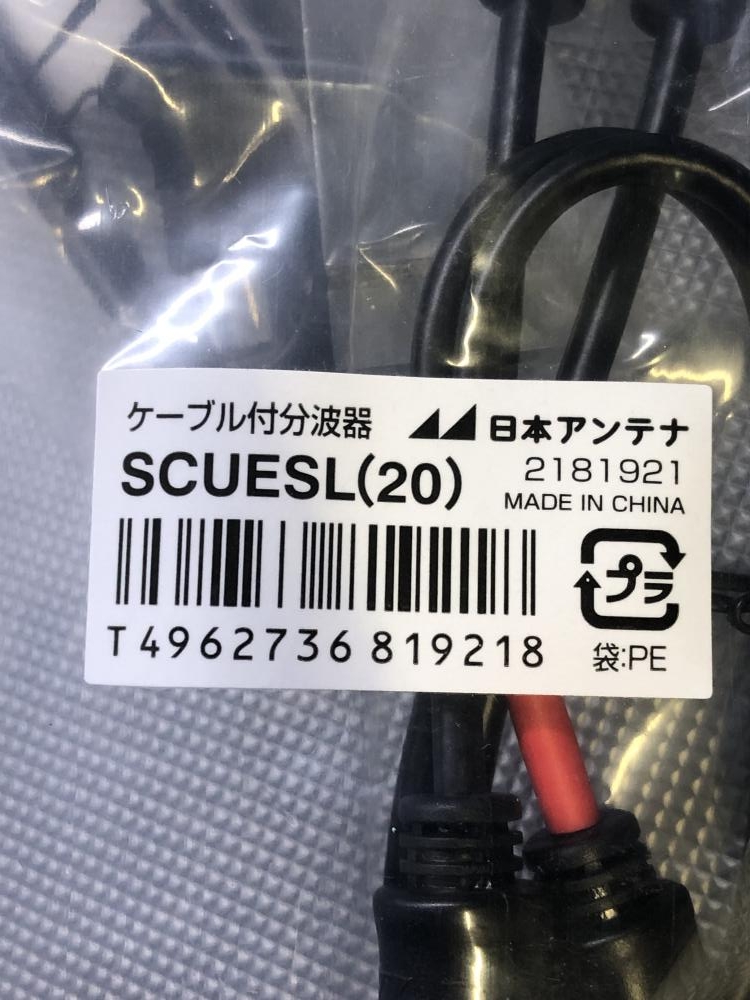 ケーブル付分波器 日本アンテナ
SCUESL(20) 2181921
MADE IN CHINA
プラ
T4962736 819218
袋:PE